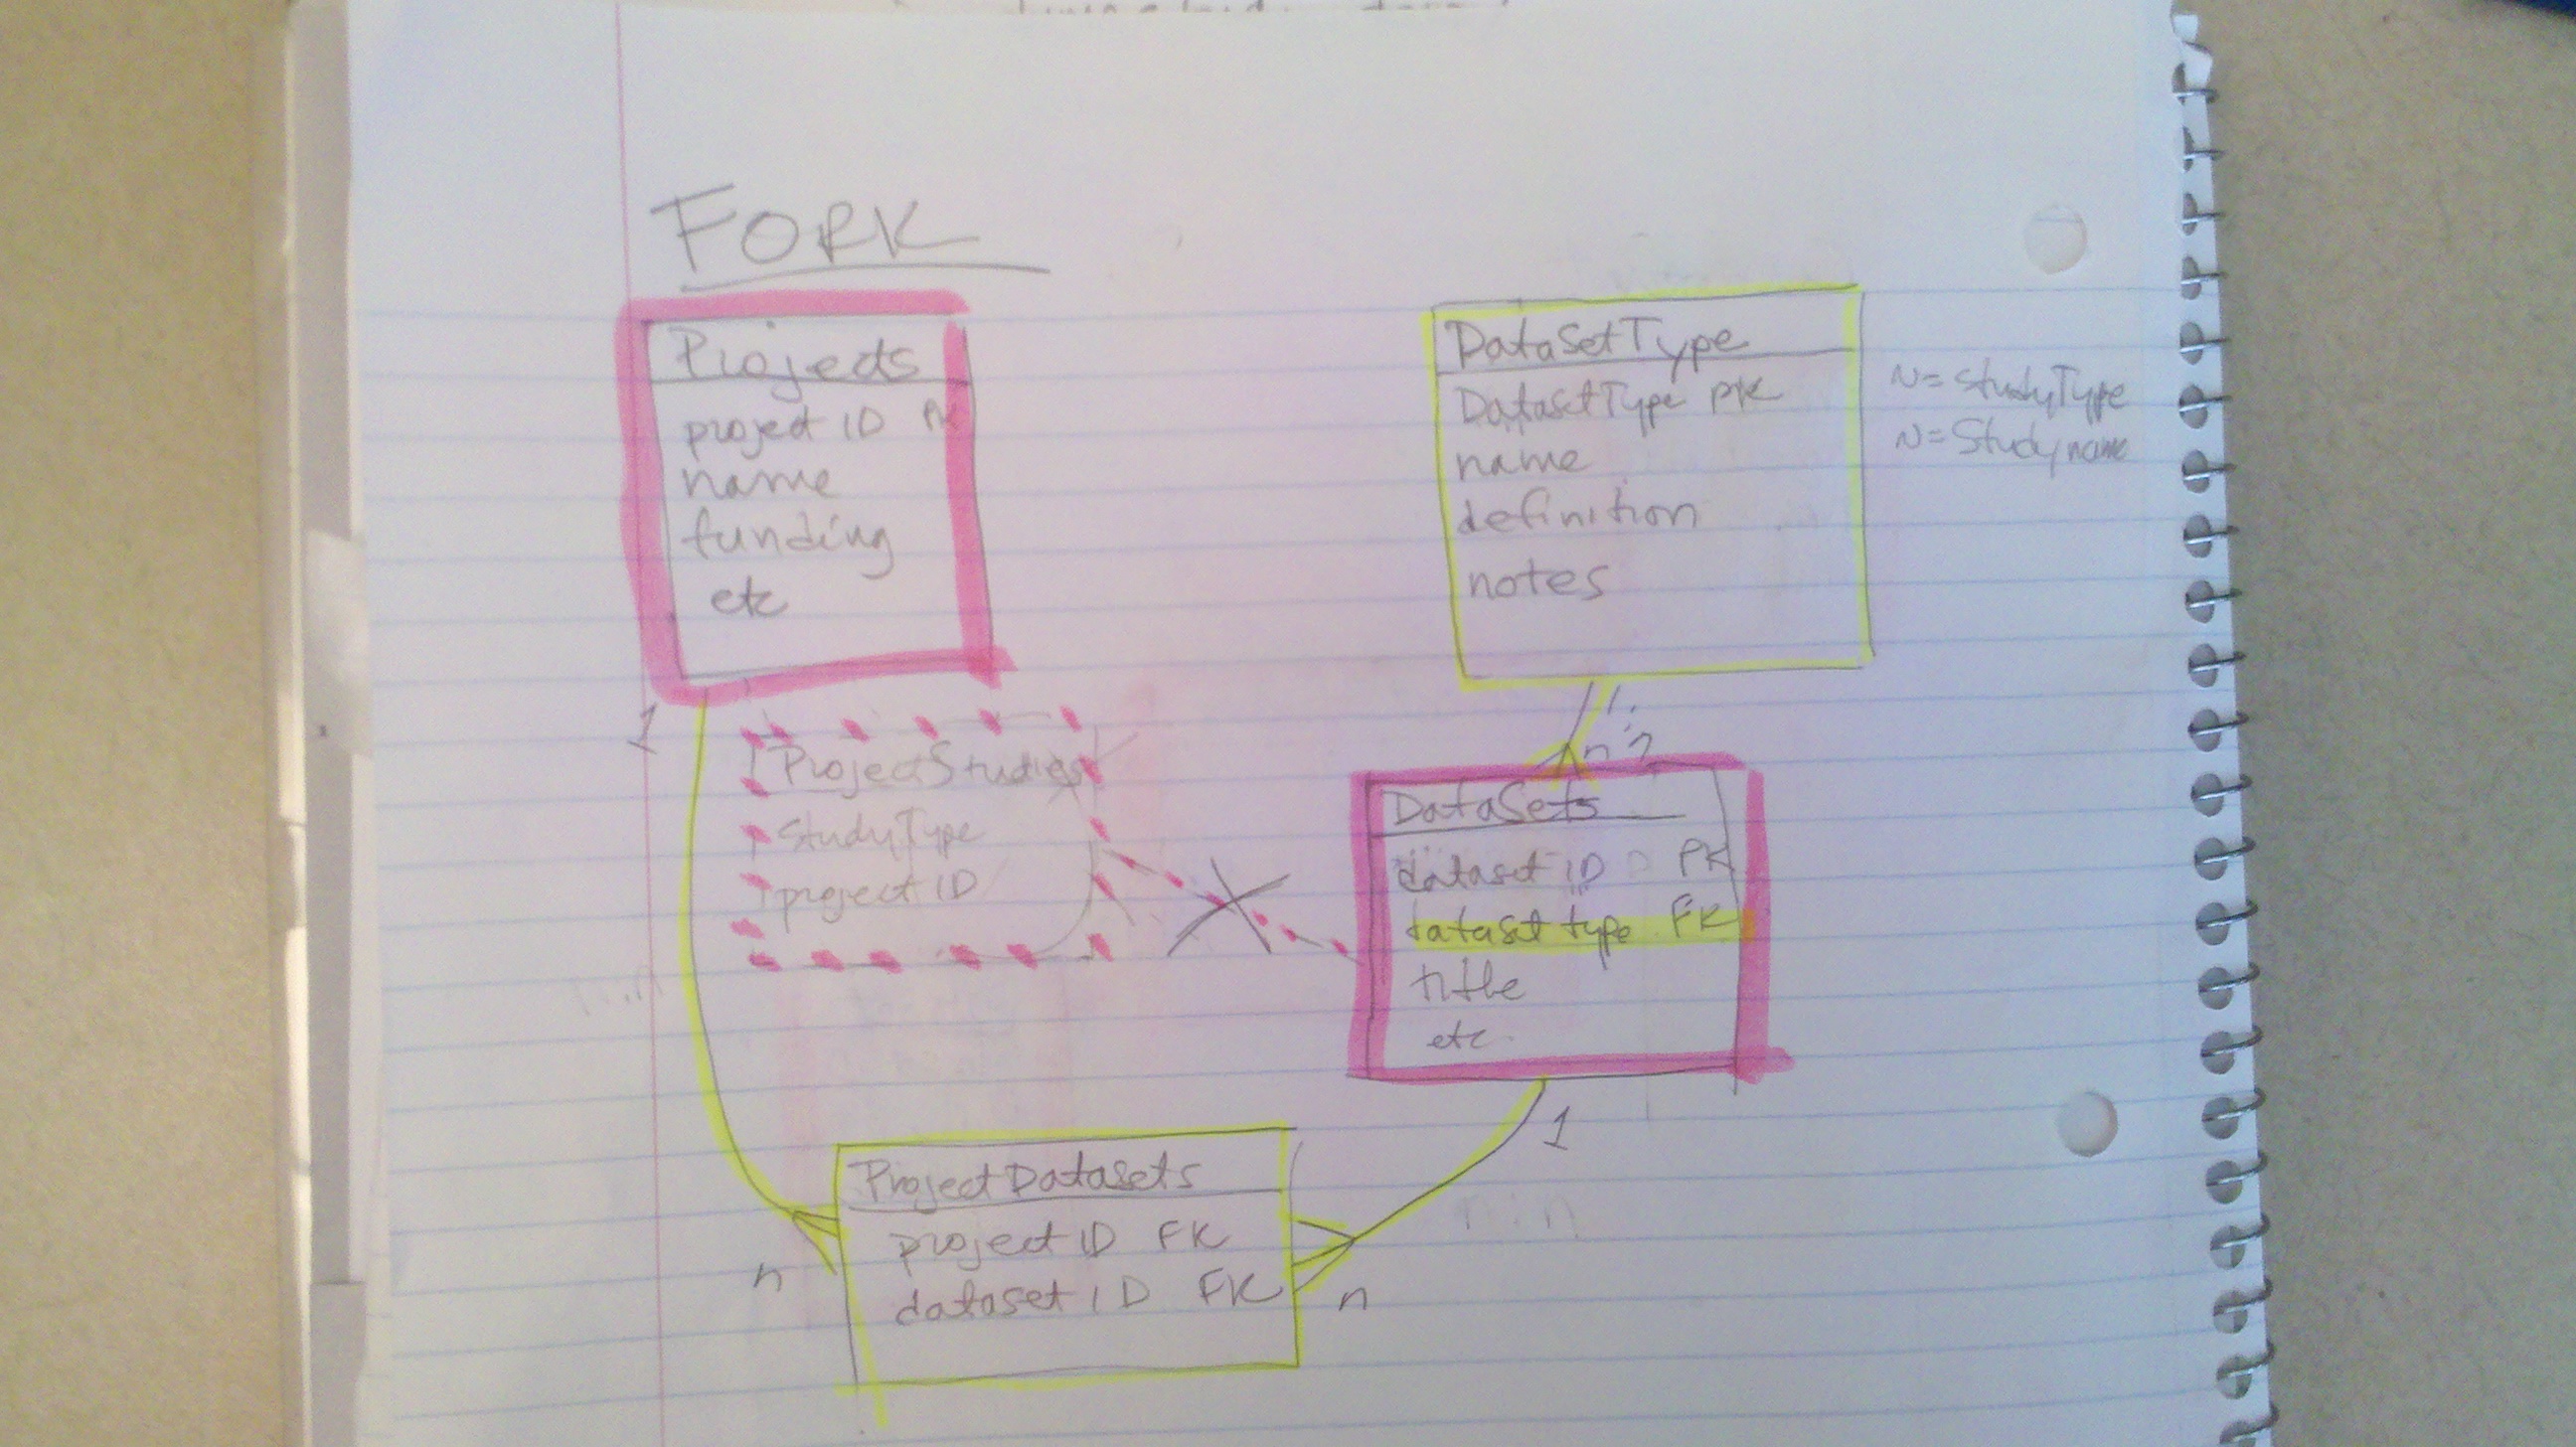 FORK
Projects
project ID PK
name
funding
etc
DataSetType
DatasetType PK
name
definition
notes
N= studyType
N= Studyname
1
ProjectStudies
StudyType
project ID
1:
n?
DataSets
dataset ID PK
dataset type FK
title
etc.
1
ProjectDatasets
project ID FK
dataset ID FK
n
n